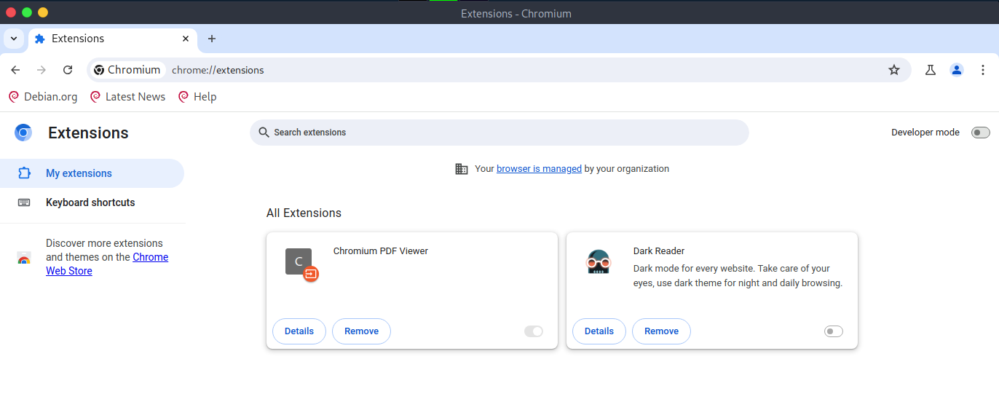 Extensions - Chromium
Extensions
Chromium chrome://extensions
Debian.org Latest News Help
Extensions
Search extensions
Developer mode
My extensions
Keyboard shortcuts
Discover more extensions
and themes on the Chrome
Web Store
Your browser is managed by your organization
All Extensions
C
Chromium PDF Viewer
Details Remove
Dark Reader
Dark mode for every website. Take care of your
eyes, use dark theme for night and daily browsing.
Details Remove